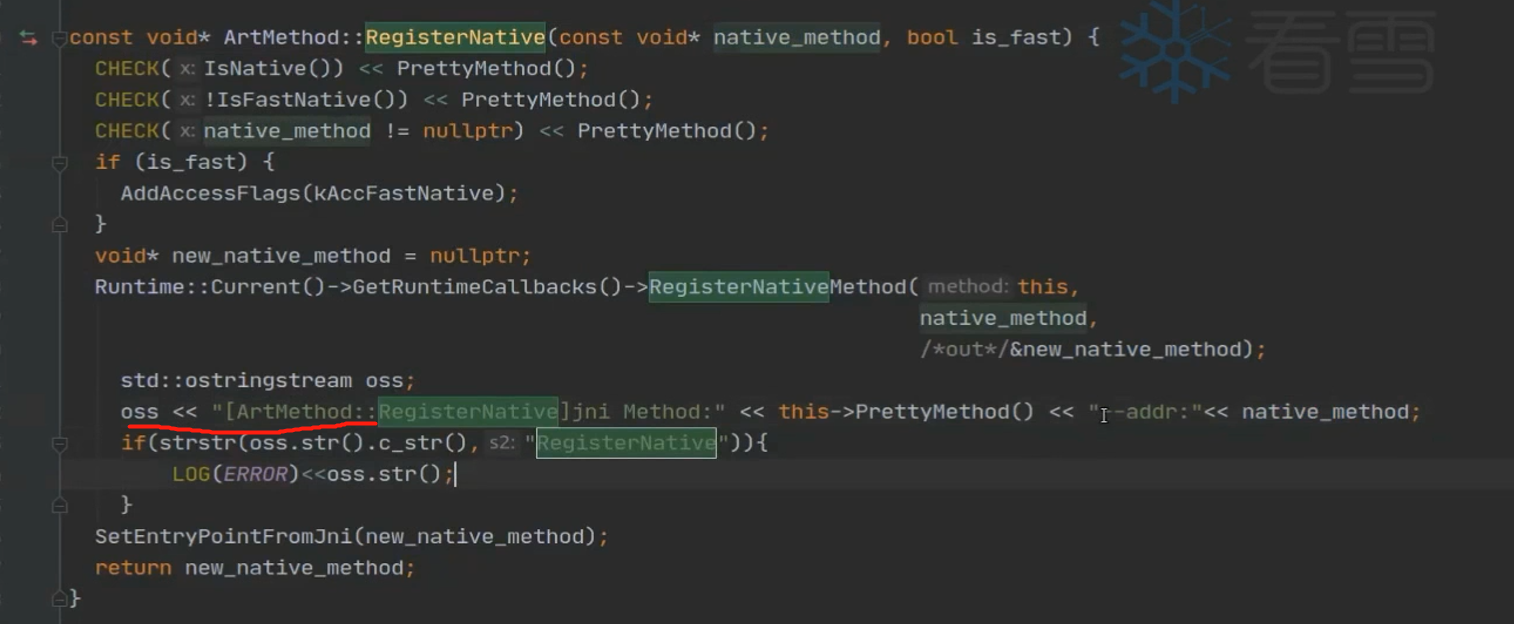 看雪
const void* ArtMethod::RegisterNative(const void* native_method, bool is_fast) {
CHECK( x: IsNative()) << PrettyMethod();
CHECK( x: !IsFastNative()) << PrettyMethod();
CHECK( x: native_method != nullptr) << PrettyMethod();
if (is_fast) {
AddAccessFlags(kAccFastNative);
}
void* new_native_method = nullptr;
Runtime::Current()->GetRuntimeCallbacks()->RegisterNativeMethod( method: this,
native_method,
/*out*/&new_native_method);
std::ostringstream oss;
oss << "[ArtMethod::RegisterNative]jni Method:" << this->PrettyMethod() << "--addr:"<< native_method;
if(strstr(oss.str().c_str(), s2: "RegisterNative")){
LOG(ERROR)<<oss.str();
}
SetEntryPointFromJni(new_native_method);
return new_native_method;
}